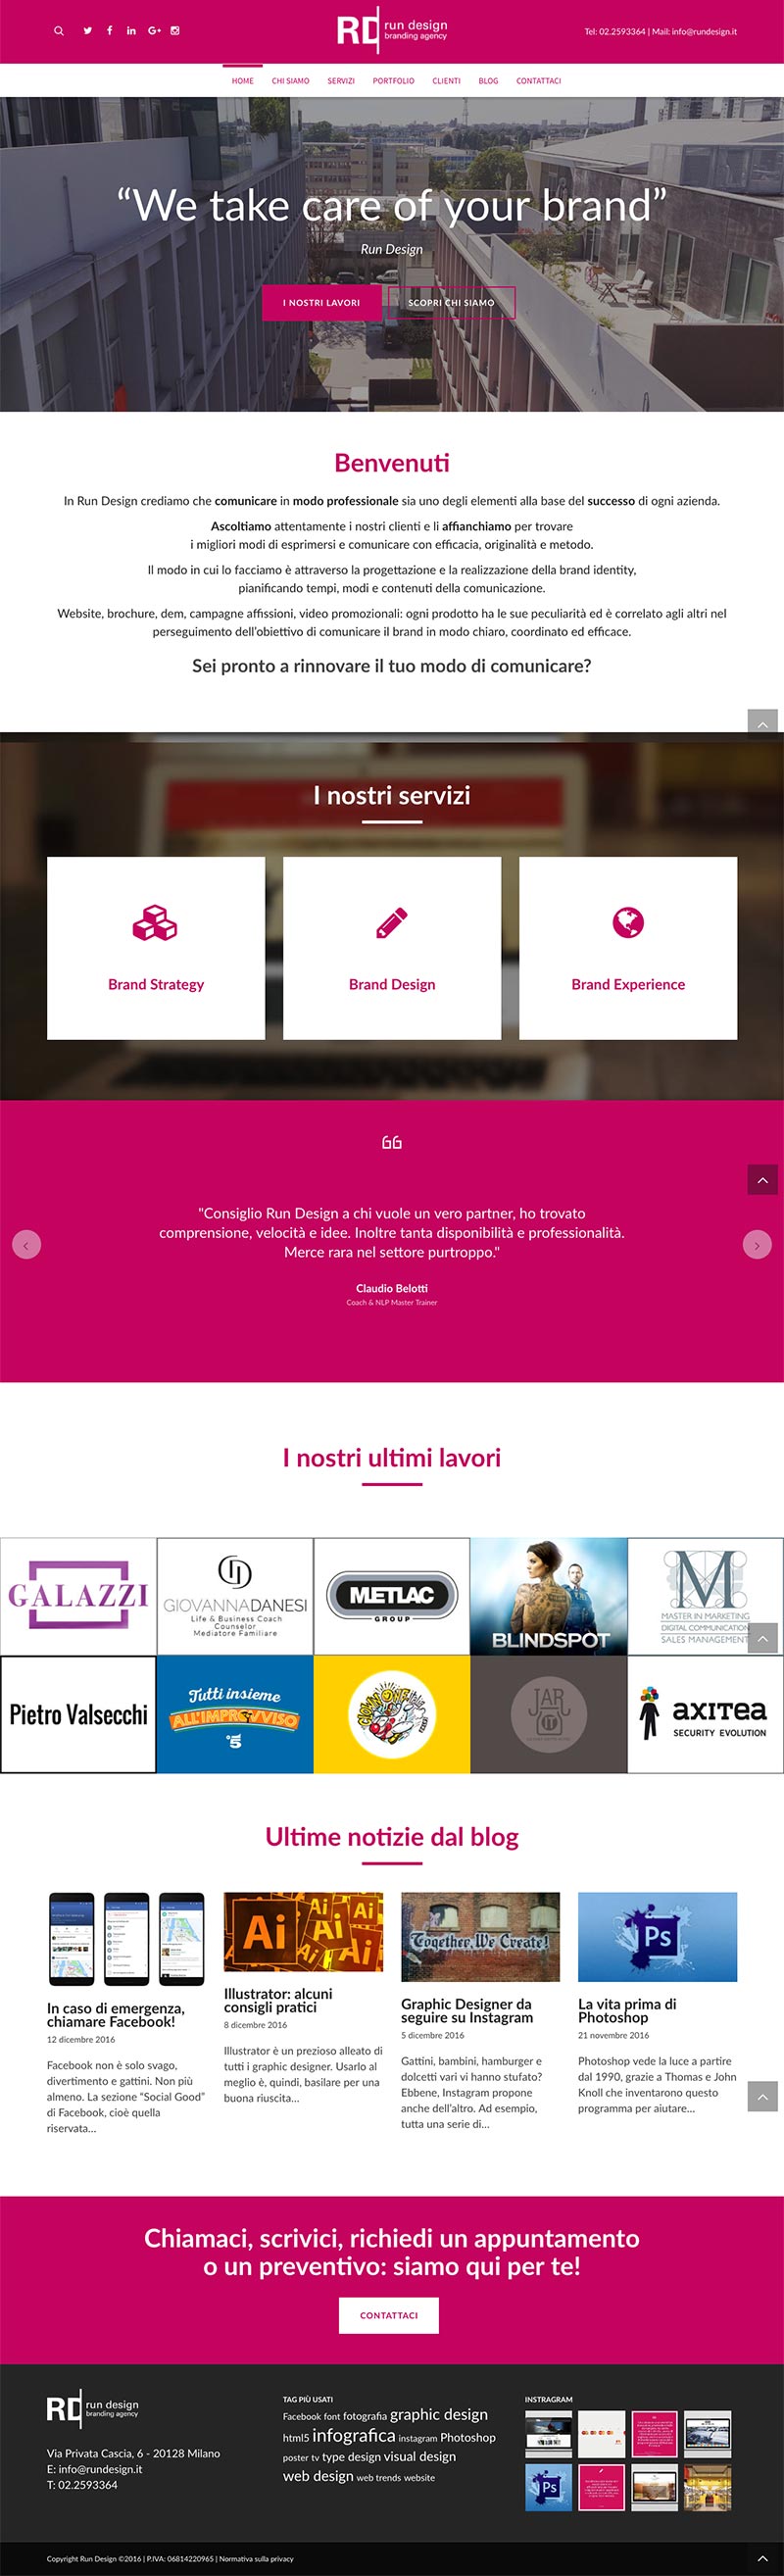 RD run design
branding agency
Tel: 02.2593364 | Mail: info@rundesign.it
HOME CHI SIAMO SERVIZI PORTFOLIO CLIENTI BLOG CONTATTACI
“We take care of your brand”
Run Design
I NOSTRI LAVORI
SCOPRI CHI SIAMO
Benvenuti
In Run Design crediamo che comunicare in modo professionale sia uno degli elementi alla base del successo di ogni azienda.
Ascoltiamo attentamente i nostri clienti e li affianchiamo per trovare
i migliori modi di esprimersi e comunicare con efficacia, originalità e metodo.
Il modo in cui lo facciamo è attraverso la progettazione e la realizzazione della brand identity,
pianificando tempi, modi e contenuti della comunicazione.
Website, brochure, dem, campagne affissioni, video promozionali: ogni prodotto ha le sue peculiarità ed è correlato agli altri nel
perseguimento dell’obiettivo di comunicare il brand in modo chiaro, coordinato ed efficace.
Sei pronto a rinnovare il tuo modo di comunicare?
I nostri servizi
Brand Strategy
Brand Design
Brand Experience
"Consiglio Run Design a chi vuole un vero partner, ho trovato
comprensione, velocità e idee. Inoltre tanta disponibilità e professionalità.
Merce rara nel settore purtroppo."
Claudio Belotti
Coach & NLP Master Trainer
I nostri ultimi lavori
GALAZZI
GIOVANNADANESI
Life & Business Coach
Counselor
Mediatore Familiare
METLAC
GROUP
BLINDSPOT
M
MASTER IN MARKETING
DIGITAL COMMUNICATION
SALES MANAGEMENT
Pietro Valsecchi
Tutti insieme
ALL'IMPROVVISO
5
JAR
axitea
SECURITY EVOLUTION
Ultime notizie dal blog
In caso di emergenza,
chiamare Facebook!
12 dicembre 2016
Facebook non è solo svago,
divertimento e gattini. Non più
almeno. La sezione “Social Good”
di Facebook, cioè quella
riservata...
Ai Ai Ai Ai
Illustrator: alcuni
consigli pratici
8 dicembre 2016
Illustrator è un prezioso alleato di
tutti i graphic designer. Usarlo al
meglio è, quindi, basilare per una
buona riuscita...
Together, We Create!
Graphic Designer da
seguire su Instagram
5 dicembre 2016
Gattini, bambini, hamburger e
dolcetti vari vi hanno stufato?
Ebbene, Instagram propone
anche dell’altro. Ad esempio,
tutta una serie di...
Ps
La vita prima di
Photoshop
21 novembre 2016
Photoshop vede la luce a partire
dal 1990, grazie a Thomas e John
Knoll che inventarono questo
programma per aiutare...
Chiamaci, scrivici, richiedi un appuntamento
o un preventivo: siamo qui per te!
CONTATTACI
RD run design
branding agency
Via Privata Cascia, 6 - 20128 Milano
E: info@rundesign.it
T: 02.2593364
TAG PIÙ USATI
Facebook font fotografia graphic design
html5 infografica instagram Photoshop
poster tv type design visual design
web design web trends website
INSTRAGRAM
Ps
Copyright Run Design ©2016 | P.IVA: 06814220965 | Normativa sulla privacy